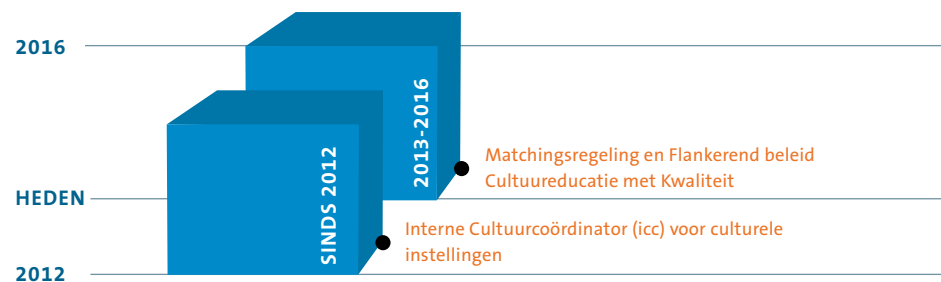 2016
2013-2016
SINDS 2012
Matchingsregeling en Flankerend beleid
Cultuureducatie met Kwaliteit
HEDEN
Interne Cultuurcoördinator (icc) voor culturele
instellingen
2012